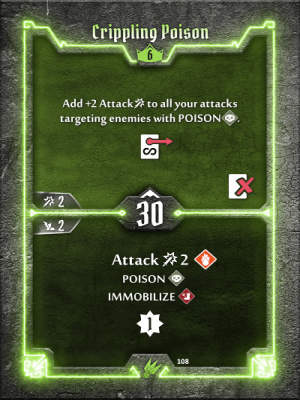 Crippling Poison
6
Add +2 Attack to all your attacks
targeting enemies with POISON.
S
2
30
2
Attack 2
POISON
IMMOBILIZE
1
108